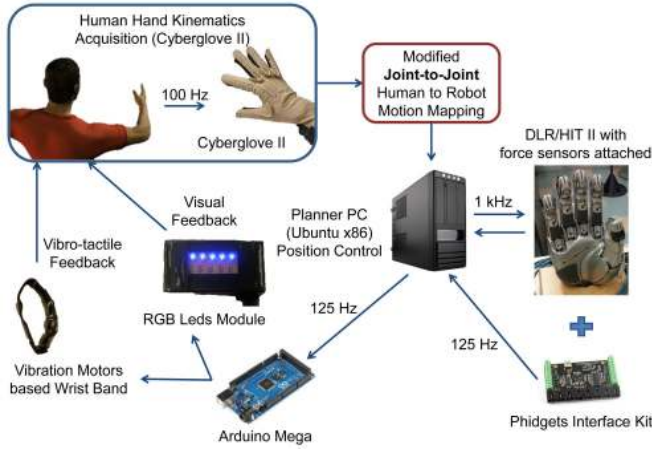 Human Hand Kinematics
Acquisition (Cyberglove II)
100 Hz
Cyberglove II
Modified
Joint-to-Joint
Human to Robot
Motion Mapping
DLR/HIT II with
force sensors attached
Visual
Feedback
Vibro-tactile
Feedback
Planner PC
(Ubuntu x86)
Position Control
1 kHz
RGB Leds Module
125 Hz
125 Hz
Vibration Motors
based Wrist Band
Arduino Mega
Phidgets Interface Kit